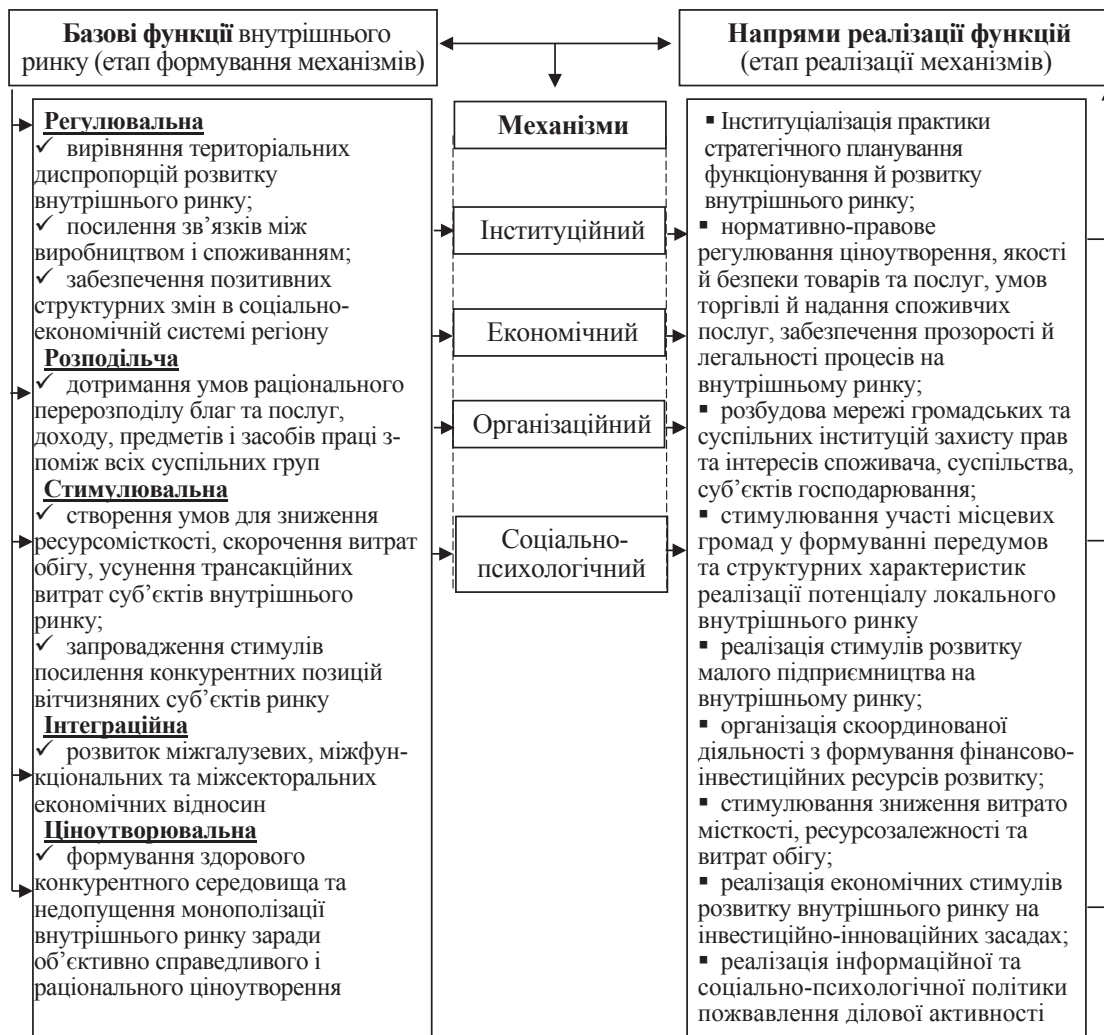 Базові функції внутрішнього
ринку (етап формування механізмів)
Регулювальна
✓ вирівняння територіальних
диспропорцій розвитку
внутрішнього ринку;
✓ посилення зв’язків між
виробництвом і споживанням;
✓ забезпечення позитивних
структурних змін в соціально-
економічній системі регіону
Розподільча
✓ дотримання умов раціонального
перерозподілу благ та послуг,
доходу, предметів і засобів праці з-
поміж всіх суспільних груп
Стимулювальна
✓ створення умов для зниження
ресурсомісткості, скорочення витрат
обігу, усунення трансакційних
витрат суб’єктів внутрішнього
ринку;
✓ запровадження стимулів
посилення конкурентних позицій
вітчизняних суб’єктів ринку
Інтеграційна
✓ розвиток міжгалузевих, міжфун-
кціональних та міжсекторальних
економічних відносин
Ціноутворювальна
✓ формування здорового
конкурентного середовища та
недопущення монополізації
внутрішнього ринку заради
об’єктивно справедливого і
раціонального ціноутворення
Механізми
Інституційний
Економічний
Організаційний
Соціально-
психологічний
Напрями реалізації функцій
(етап реалізації механізмів)
▪ Інституціалізація практики
стратегічного планування
функціонування й розвитку
внутрішнього ринку;
▪ нормативно-правове
регулювання ціноутворення, якості
й безпеки товарів та послуг, умов
торгівлі й надання споживчих
послуг, забезпечення прозорості й
легальності процесів на
внутрішньому ринку;
▪ розбудова мережі громадських та
суспільних інституцій захисту прав
та інтересів споживача, суспільства,
суб’єктів господарювання;
▪ стимулювання участі місцевих
громад у формуванні передумов
та структурних характеристик
реалізації потенціалу локального
внутрішнього ринку
▪ реалізація стимулів розвитку
малого підприємництва на
внутрішньому ринку;
▪ організація скоординованої
діяльності з формування фінансово-
інвестиційних ресурсів розвитку;
▪ стимулювання зниження витрато
місткості, ресурсозалежності та
витрат обігу;
▪ реалізація економічних стимулів
розвитку внутрішнього ринку на
інвестиційно-інноваційних засадах;
▪ реалізація інформаційної та
соціально-психологічної політики
пожвавлення ділової активності